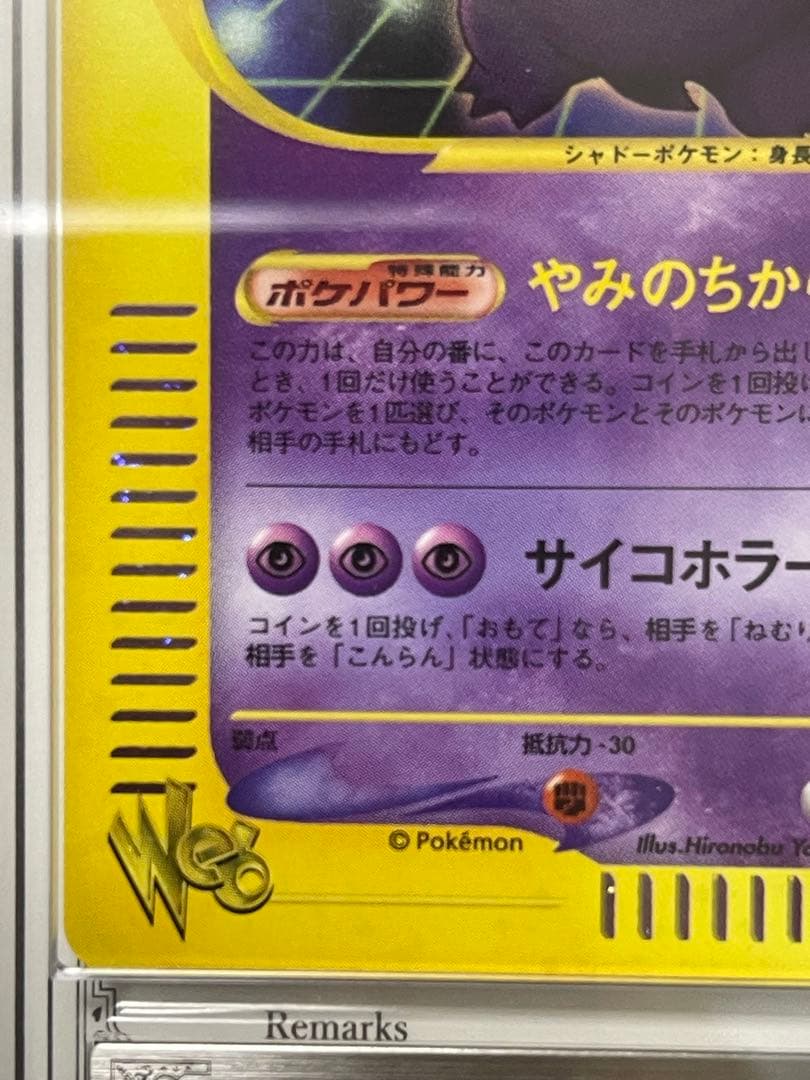 シャドーポケモン：身長
特殊能力
ポケパワー
やみのちか
この力は、自分の番に、このカードを手札から出し
とき、1回だけ使うことができる。コインを1回投げ
ポケモンを1匹選び、そのポケモンとそのポケモンに
相手の手札にもどす。
サイコホラー
コインを1回投げ、「おもて」なら、相手を「ねむり
相手を「こんらん」状態にする。
弱点
抵抗力 -30
Web
© Pokémon
Illus.Hironobu Yo
Remarks